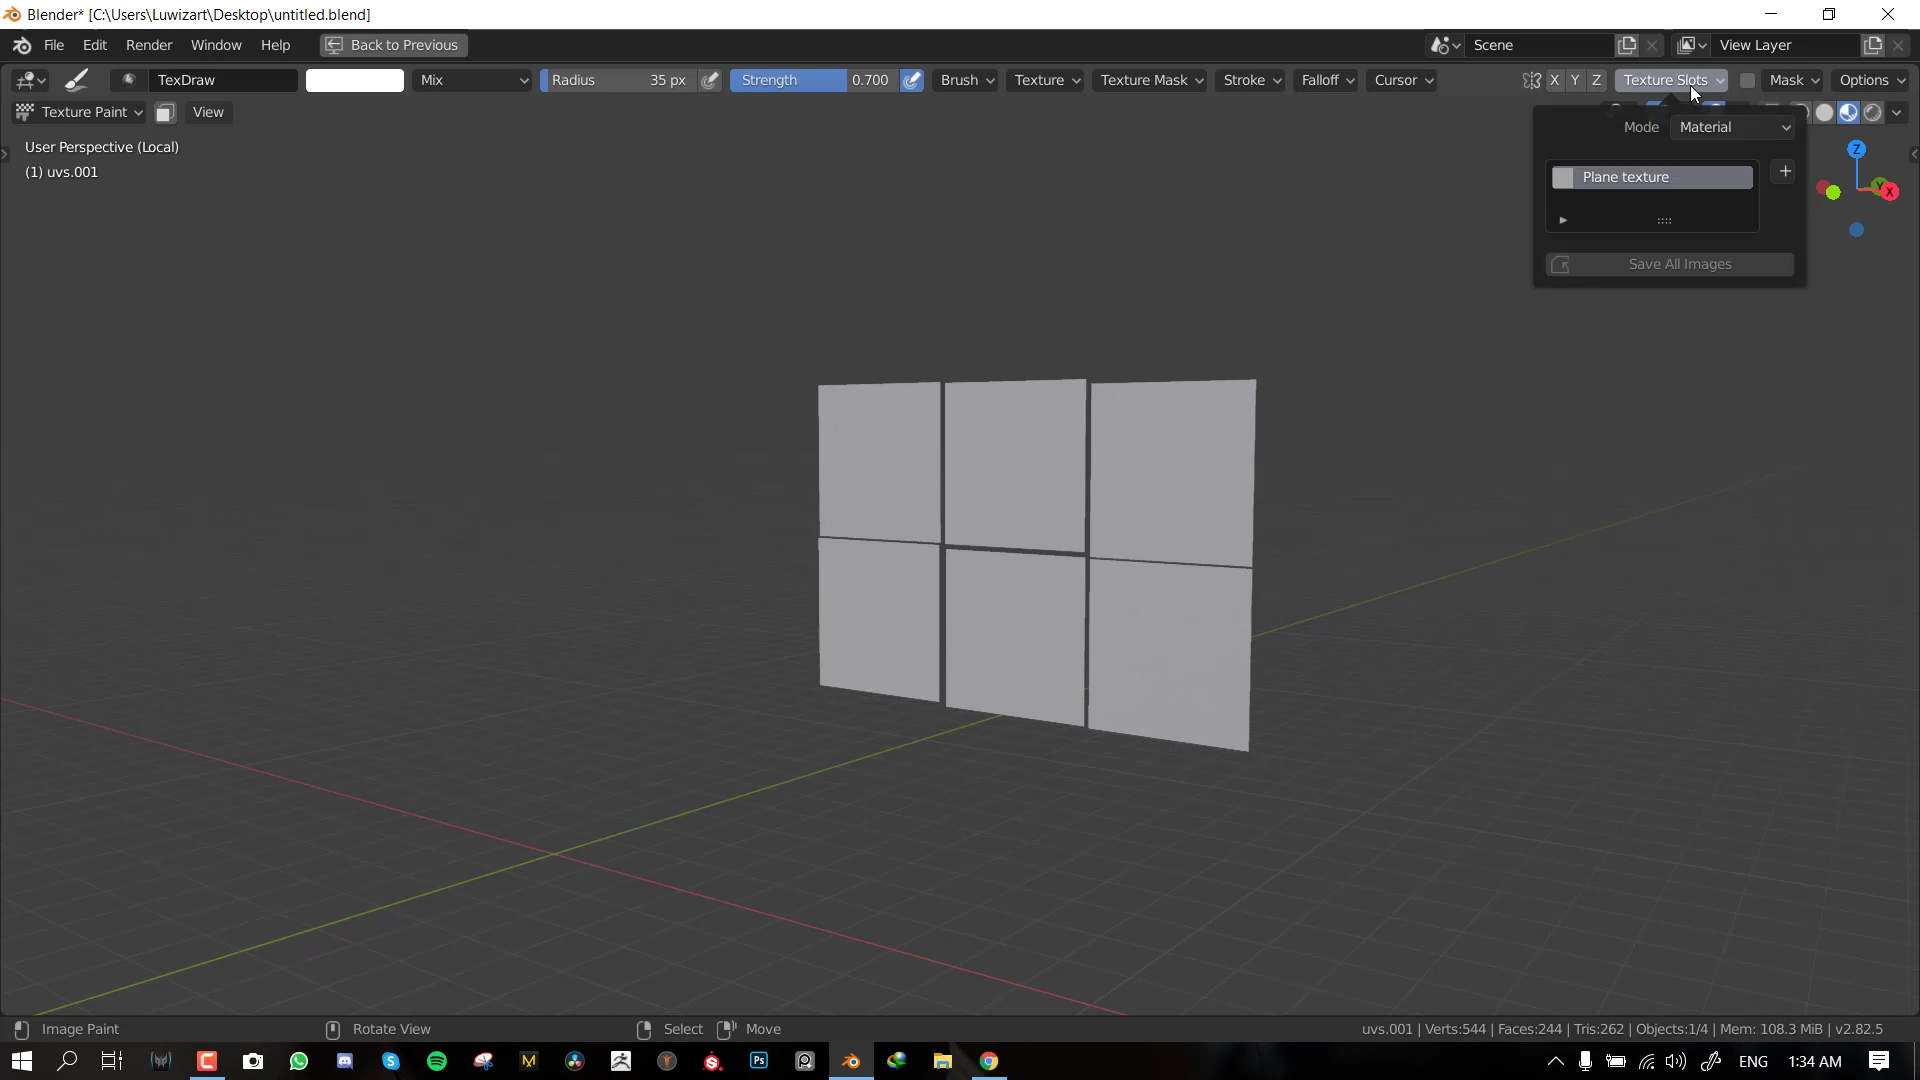 Blender* [C:\Users\Luwizart\Desktop\untitled.blend]
File Edit Render Window Help Back to Previous Scene View Layer
TexDraw Mix Radius 35 px Strength 0.700 Brush Texture Texture Mask Stroke Falloff Cursor X Y Z Texture Slots Mask Options
Texture Paint View
Mode Material
User Perspective (Local)
(1) uvs.001
Z
Y X
Plane texture
Save All Images
Image Paint Rotate View Select Move uvs.001 | Verts:544 | Faces:244 | Tris:262 | Objects:1/4 | Mem: 108.3 MiB | v2.82.5
ENG 1:34 AM